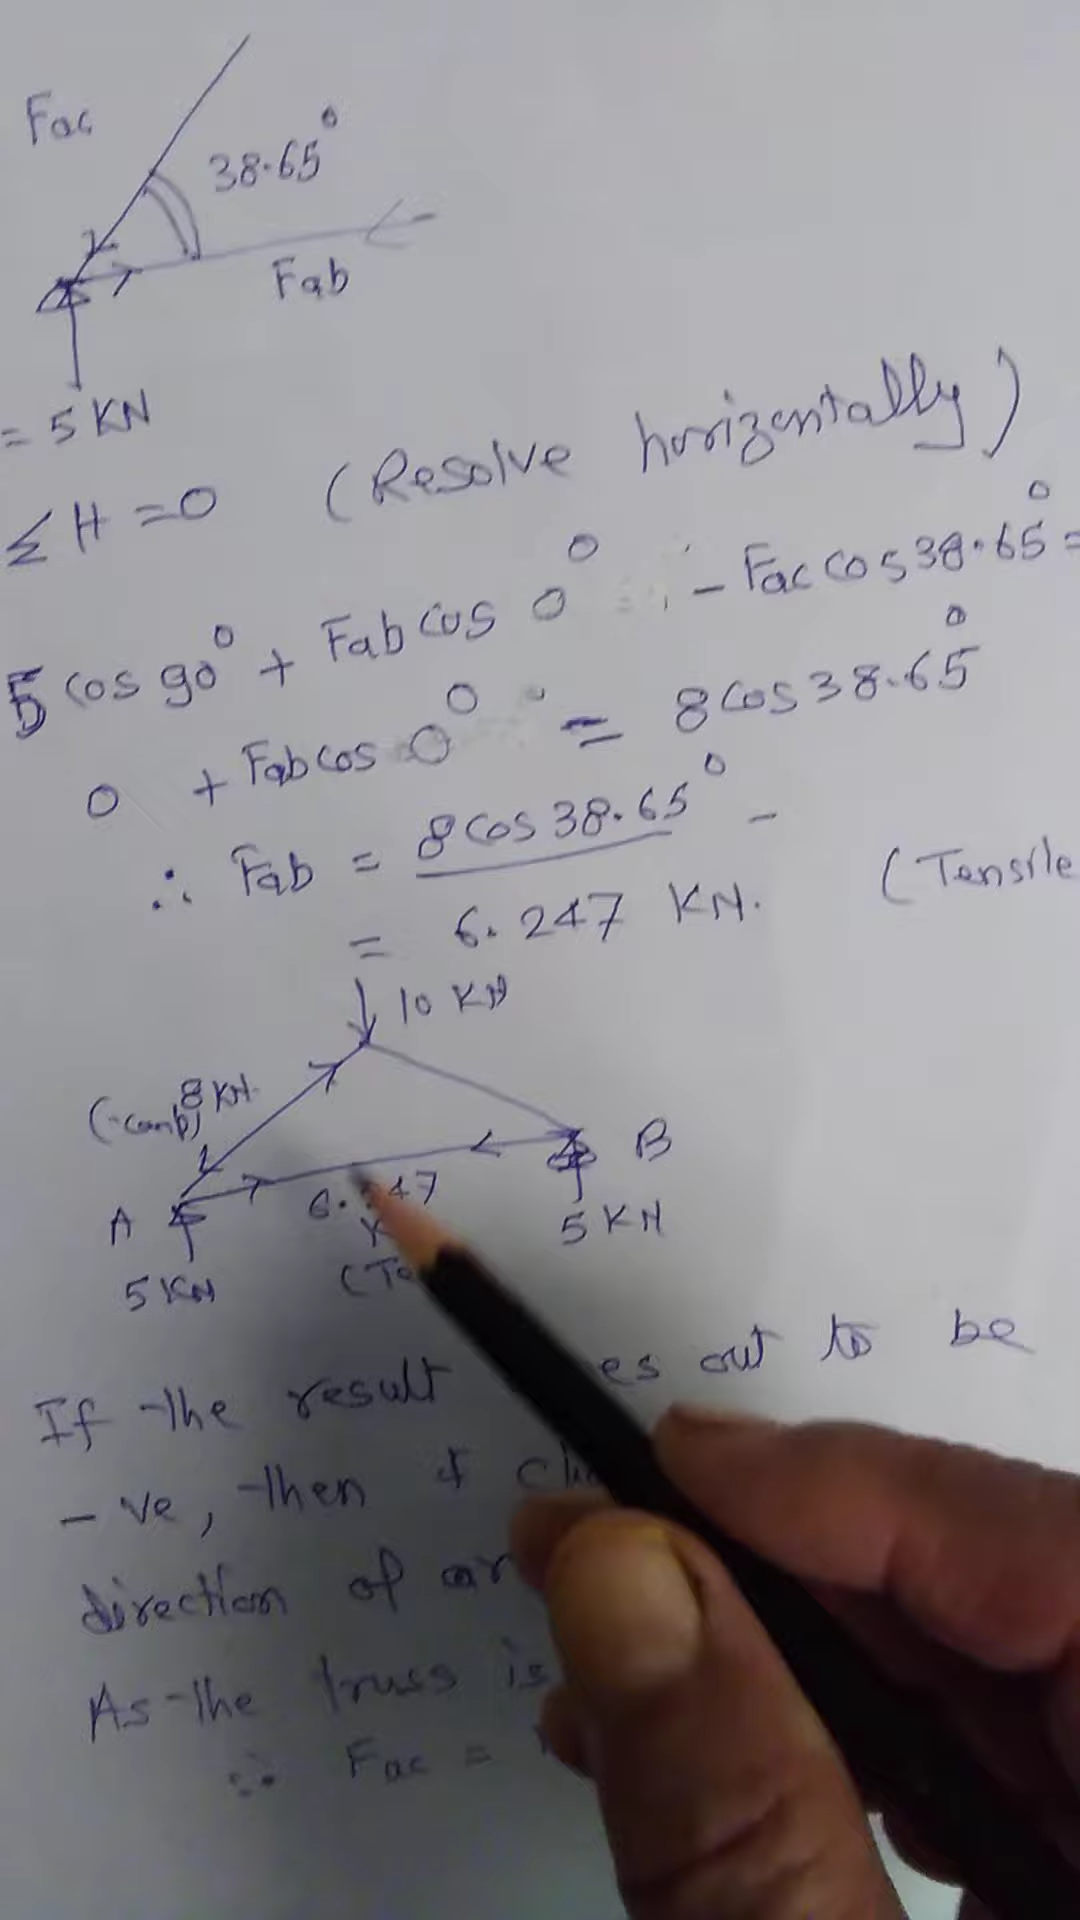 Fac
38.65°
Fab
= 5 KN
ΣH = 0 (Resolve horizontally)
5 cos 90° + Fab cos 0° - Fac cos 38.65° =
0 + Fab cos 0° = 8 cos 38.65°
∴ Fab = 8 cos 38.65°
= 6.247 KN. (Tensile
10 KN
8 KN.
(-comp)
A
B
5 KN
5 KN
If the result out to be
- ve, then
direction of
As the truss is
∴ Fac =